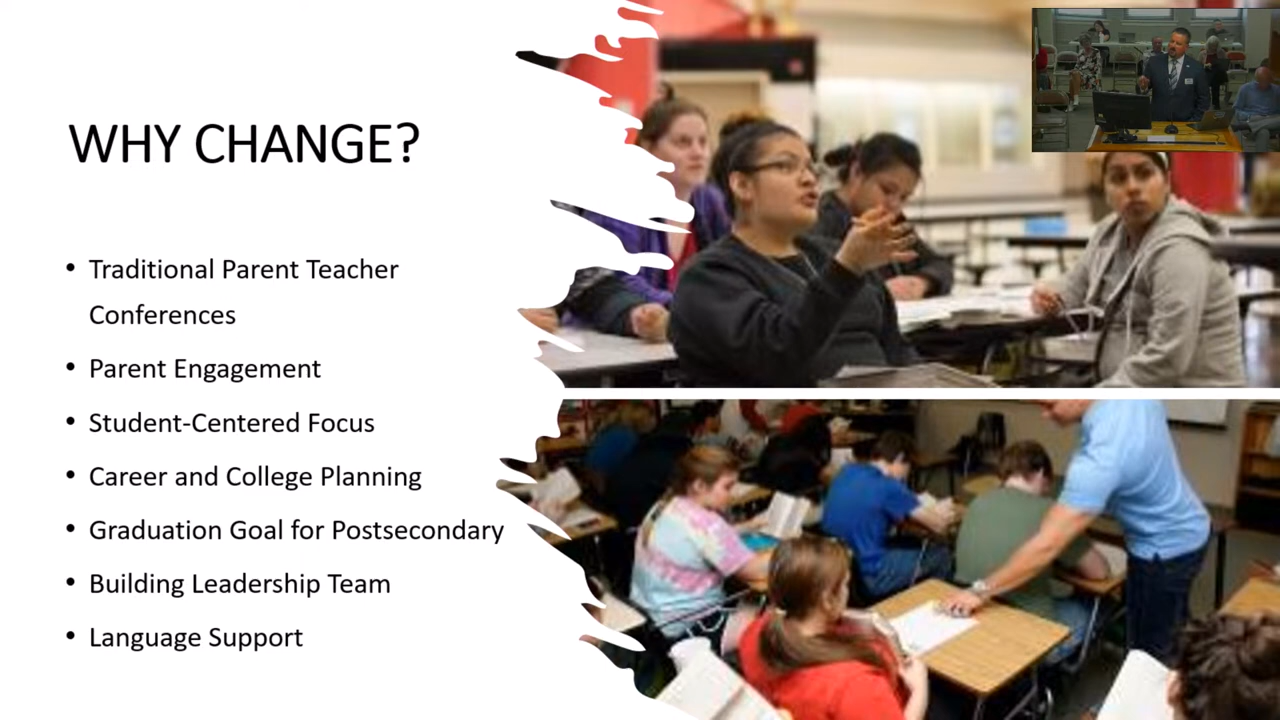 WHY CHANGE?
• Traditional Parent Teacher
Conferences
• Parent Engagement
• Student-Centered Focus
• Career and College Planning
• Graduation Goal for Postsecondary
• Building Leadership Team
• Language Support